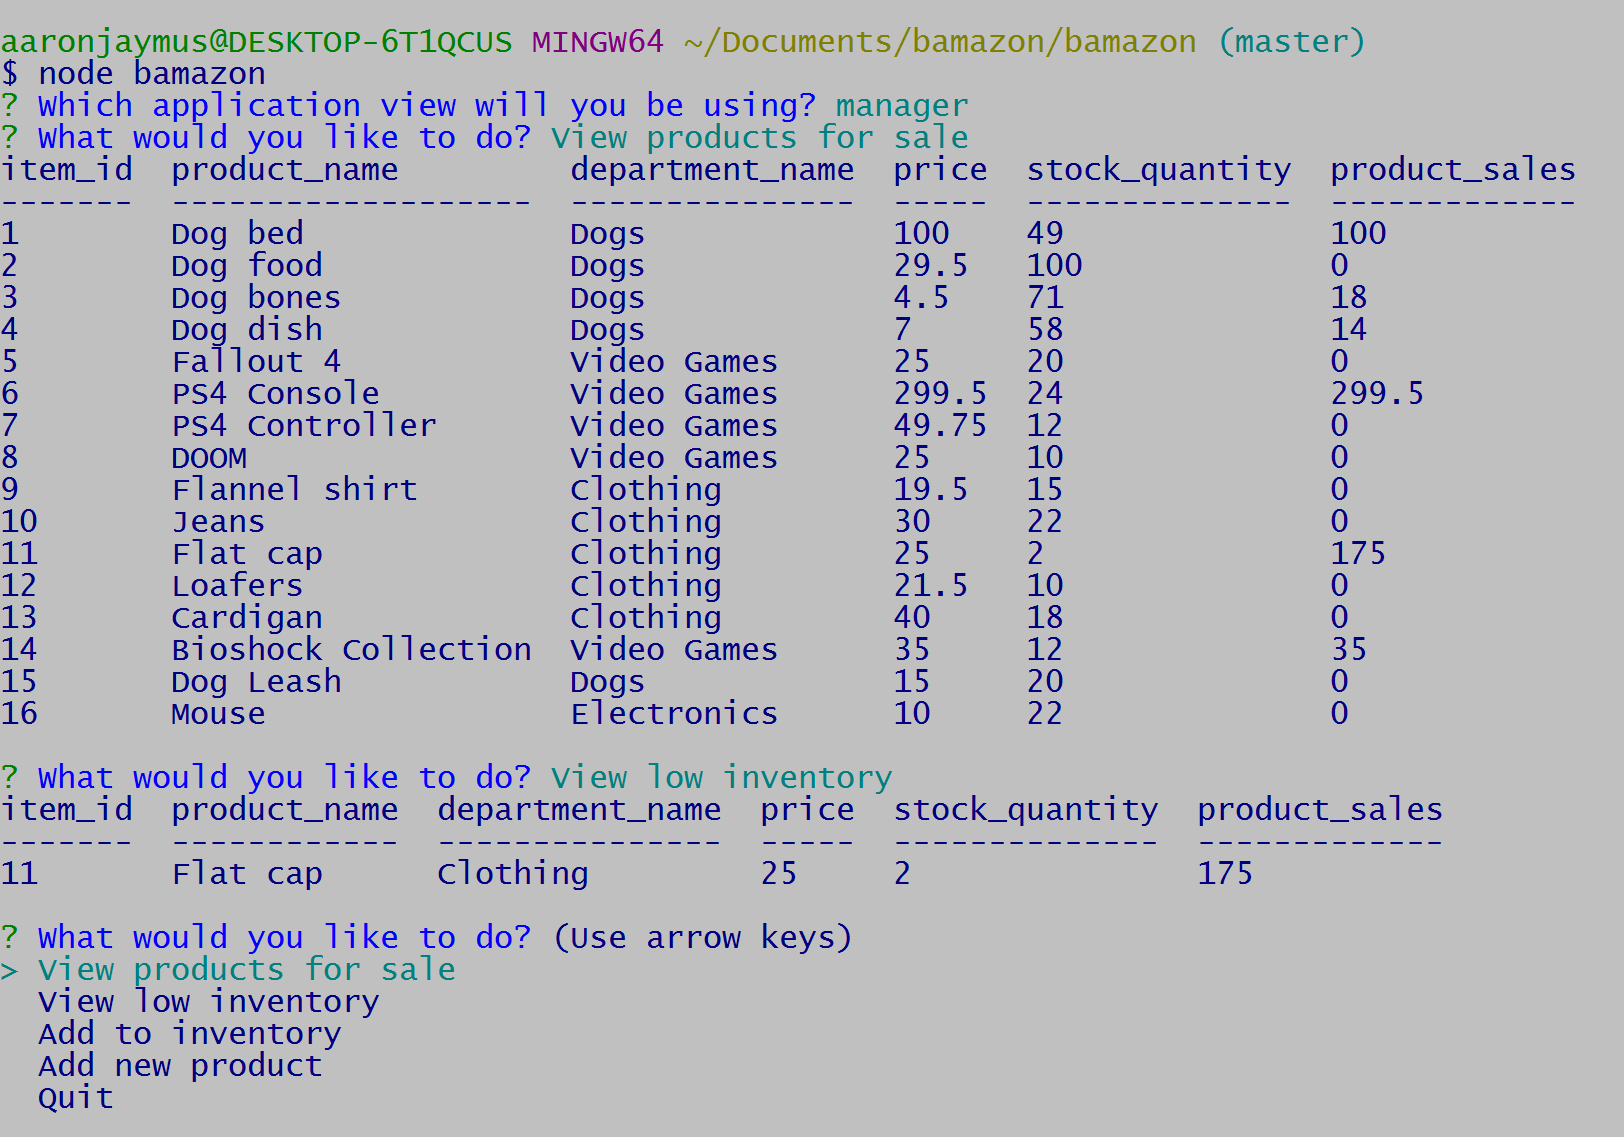 aaronjaymus@DESKTOP-6T1QCUS MINGW64 ~/Documents/bamazon/bamazon (master)
$ node bamazon
? Which application view will you be using? manager
? What would you like to do? View products for sale
item_id  product_name         department_name  price  stock_quantity  product_sales
-------  -------------------  ---------------  -----  --------------  -------------
1        Dog bed              Dogs             100    49              100
2        Dog food             Dogs             29.5   100             0
3        Dog bones            Dogs             4.5    71              18
4        Dog dish             Dogs             7      58              14
5        Fallout 4            Video Games      25     20              0
6        PS4 Console          Video Games      299.5  24              299.5
7        PS4 Controller       Video Games      49.75  12              0
8        DOOM                 Video Games      25     10              0
9        Flannel shirt        Clothing         19.5   15              0
10       Jeans                Clothing         30     22              0
11       Flat cap             Clothing         25     2               175
12       Loafers              Clothing         21.5   10              0
13       Cardigan             Clothing         40     18              0
14       Bioshock Collection  Video Games      35     12              35
15       Dog Leash            Dogs             15     20              0
16       Mouse                Electronics      10     22              0
? What would you like to do? View low inventory
item_id  product_name  department_name  price  stock_quantity  product_sales
-------  ------------  ---------------  -----  --------------  -------------
11       Flat cap      Clothing         25     2               175
? What would you like to do? (Use arrow keys)
> View products for sale
  View low inventory
  Add to inventory
  Add new product
  Quit